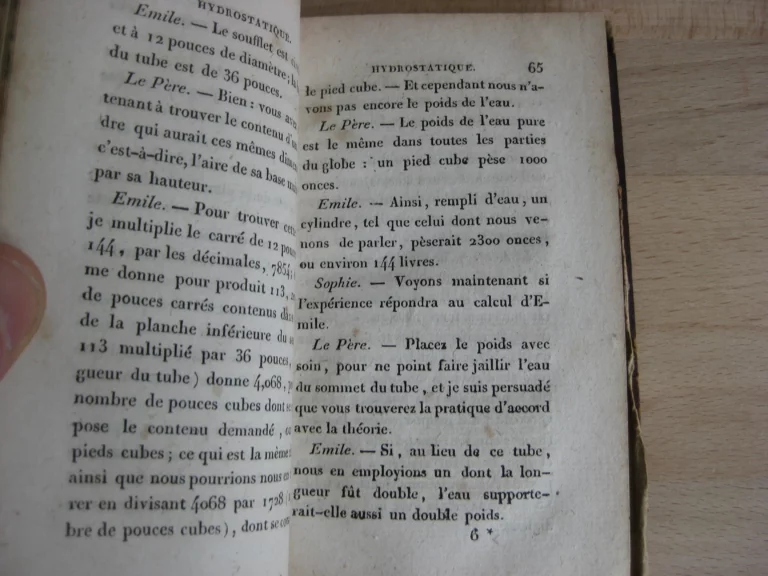 HYDROSTATIQUE.
Emile. — Le soufflet est
et à 12 pouces de diamètre;
du tube est de 36 pouces.
Le Père. — Bien: vous
tenant à trouver le contenu
dre qui aurait ces mêmes
c'est-à-dire, l'aire de sa base
par sa hauteur.
Emile. — Pour trouver
je multiplie le carré de 12
144, par les décimales, 7854,
me donne pour produit 113,
de pouces carrés contenus
de la planche inférieure du
113 multiplié par 36 pouces,
gueur du tube) donne 4,068,
nombre de pouces cubes dont
pose le contenu demandé,
pieds cubes; ce qui est la même
ainsi que nous pourrions nous
rer en divisant 4068 par 1728
bre de pouces cubes), dont se
HYDROSTATIQUE. 65
le pied cube. — Et cependant nous n'a-
vons pas encore le poids de l'eau.
Le Père. — Le poids de l'eau pure
est le même dans toutes les parties
du globe : un pied cube pèse 1000
onces.
Emile. — Ainsi, rempli d'eau, un
cylindre, tel que celui dont nous ve-
nons de parler, pèserait 2300 onces,
ou environ 144 livres.
Sophie. — Voyons maintenant si
l'expérience répondra au calcul d'E-
mile.
Le Père. — Placez le poids avec
soin, pour ne point faire jaillir l'eau
du sommet du tube, et je suis persuadé
que vous trouverez la pratique d'accord
avec la théorie.
Emile. — Si, au lieu de ce tube,
nous en employions un dont la lon-
gueur fût double, l'eau supporte-
rait-elle aussi un double poids.
6 *